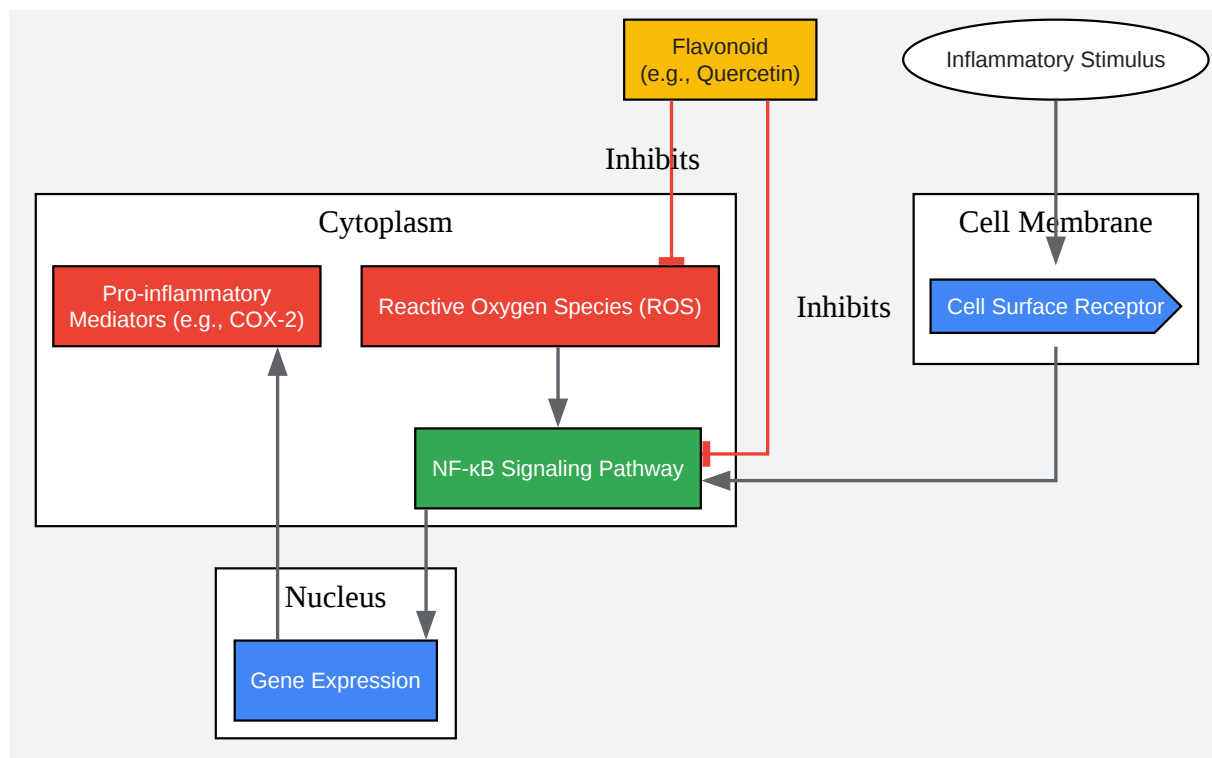 Flavonoid
(e.g., Quercetin)
Inflammatory Stimulus
Inhibits
Cytoplasm
Cell Membrane
Pro-inflammatory
Mediators (e.g., COX-2)
Reactive Oxygen Species (ROS)
Inhibits
Cell Surface Receptor
NF-κB Signaling Pathway
Nucleus
Gene Expression